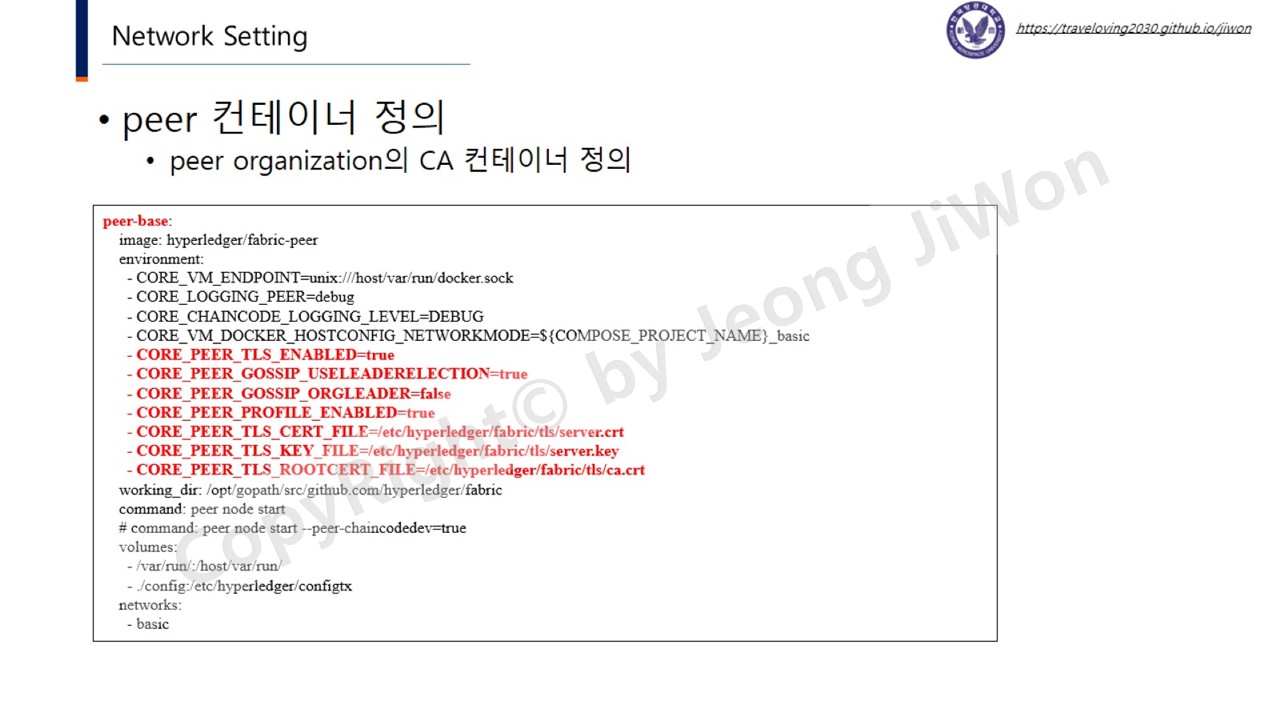 Network Setting
https://traveloving2030.github.io/jiwon
• peer 컨테이너 정의
• peer organization의 CA 컨테이너 정의
peer-base:
image: hyperledger/fabric-peer
environment:
- CORE_VM_ENDPOINT=unix:///host/var/run/docker.sock
- CORE_LOGGING_PEER=debug
- CORE_CHAINCODE_LOGGING_LEVEL=DEBUG
- CORE_VM_DOCKER_HOSTCONFIG_NETWORKMODE=${COMPOSE_PROJECT_NAME}_basic
- CORE_PEER_TLS_ENABLED=true
- CORE_PEER_GOSSIP_USELEADERELECTION=true
- CORE_PEER_GOSSIP_ORGLEADER=false
- CORE_PEER_PROFILE_ENABLED=true
- CORE_PEER_TLS_CERT_FILE=/etc/hyperledger/fabric/tls/server.crt
- CORE_PEER_TLS_KEY_FILE=/etc/hyperledger/fabric/tls/server.key
- CORE_PEER_TLS_ROOTCERT_FILE=/etc/hyperledger/fabric/tls/ca.crt
working_dir: /opt/gopath/src/github.com/hyperledger/fabric
command: peer node start
# command: peer node start --peer-chaincodedev=true
volumes:
- /var/run/:/host/var/run/
- ./config:/etc/hyperledger/configtx
networks:
- basic
CopyRight© by Jeong JiWon